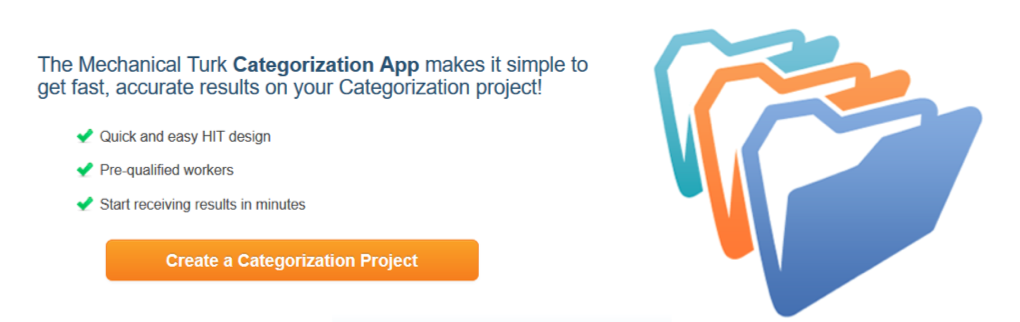 The Mechanical Turk Categorization App makes it simple to
get fast, accurate results on your Categorization project!
Quick and easy HIT design
Pre-qualified workers
Start receiving results in minutes
Create a Categorization Project